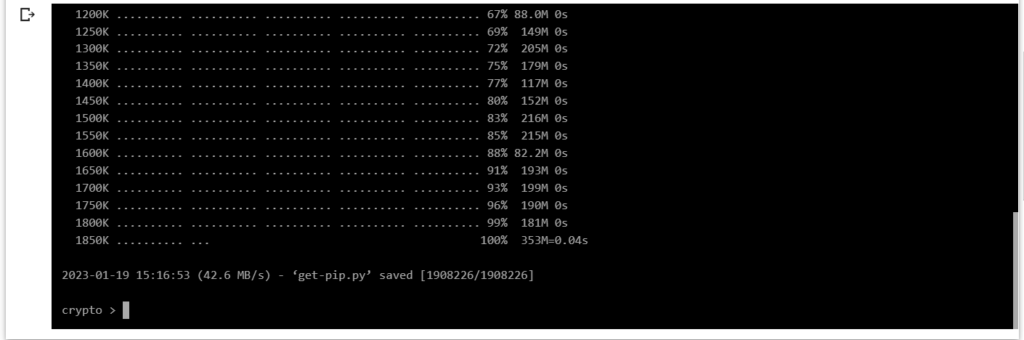 1200K .......... .......... .......... .......... .......... 67% 88.0M 0s
1250K .......... .......... .......... .......... .......... 69% 149M 0s
1300K .......... .......... .......... .......... .......... 72% 205M 0s
1350K .......... .......... .......... .......... .......... 75% 179M 0s
1400K .......... .......... .......... .......... .......... 77% 117M 0s
1450K .......... .......... .......... .......... .......... 80% 152M 0s
1500K .......... .......... .......... .......... .......... 83% 216M 0s
1550K .......... .......... .......... .......... .......... 85% 215M 0s
1600K .......... .......... .......... .......... .......... 88% 82.2M 0s
1650K .......... .......... .......... .......... .......... 91% 193M 0s
1700K .......... .......... .......... .......... .......... 93% 199M 0s
1750K .......... .......... .......... .......... .......... 96% 190M 0s
1800K .......... .......... .......... .......... .......... 99% 181M 0s
1850K .......... ... 100% 353M=0.04s
2023-01-19 15:16:53 (42.6 MB/s) - ‘get-pip.py’ saved [1908226/1908226]
crypto >